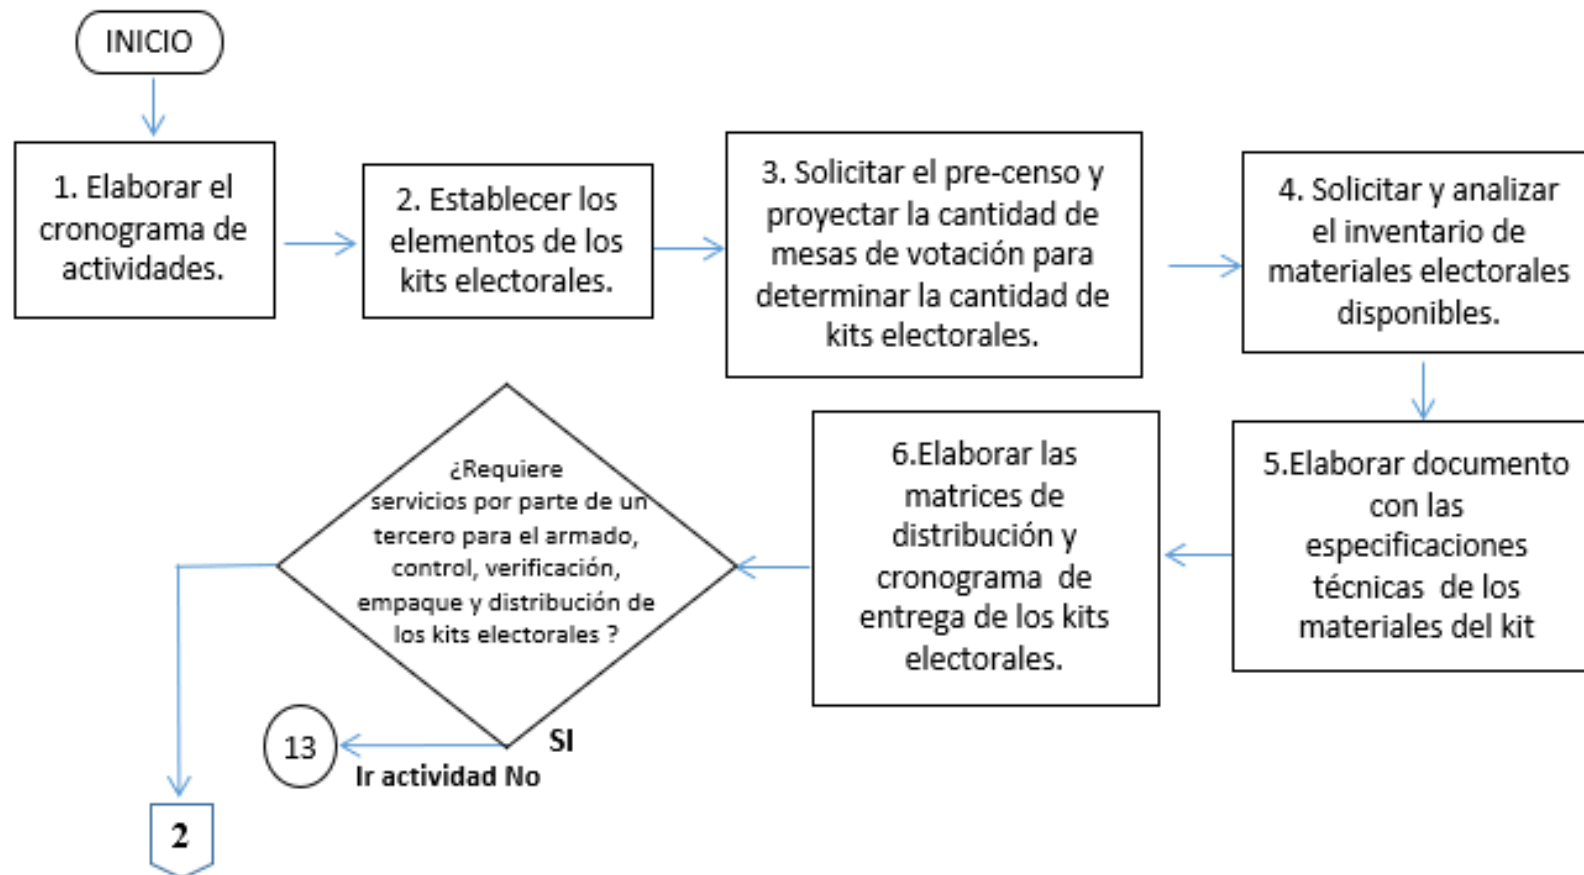 INICIO
1. Elaborar el
cronograma de
actividades.
2. Establecer los
elementos de los
kits electorales.
3. Solicitar el pre-censo y
proyectar la cantidad de
mesas de votación para
determinar la cantidad de
kits electorales.
4. Solicitar y analizar
el inventario de
materiales electorales
disponibles.
5.Elaborar documento
con las
especificaciones
técnicas de los
materiales del kit
6.Elaborar las
matrices de
distribución y
cronograma de
entrega de los kits
electorales.
¿Requiere
servicios por parte de un
tercero para el armado,
control, verificación,
empaque y distribución de
los kits electorales ?
SI
13
Ir actividad No
2